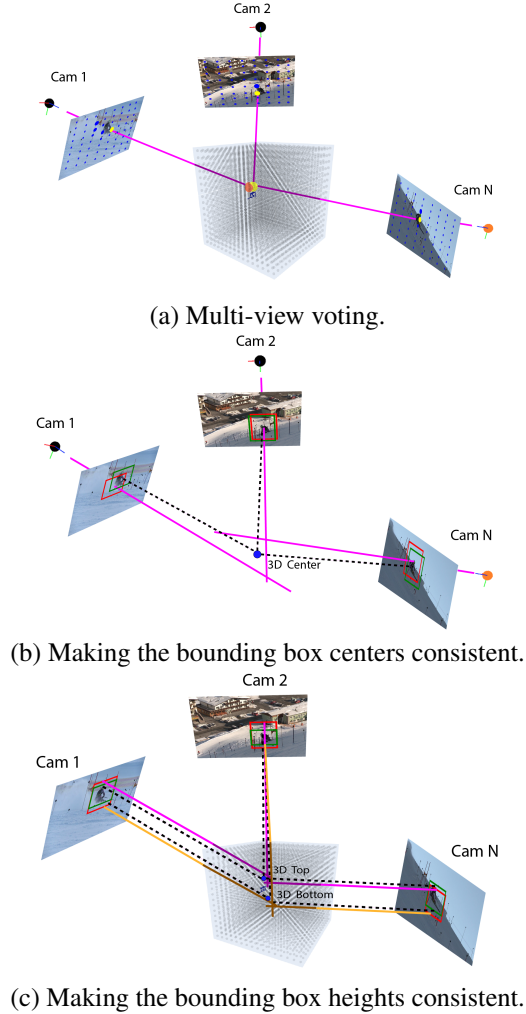 Cam 2
Cam 1
Cam N
(a) Multi-view voting.
Cam 2
Cam 1
Cam N
3D Center
(b) Making the bounding box centers consistent.
Cam 2
Cam 1
Cam N
3D Top
3D Bottom
(c) Making the bounding box heights consistent.